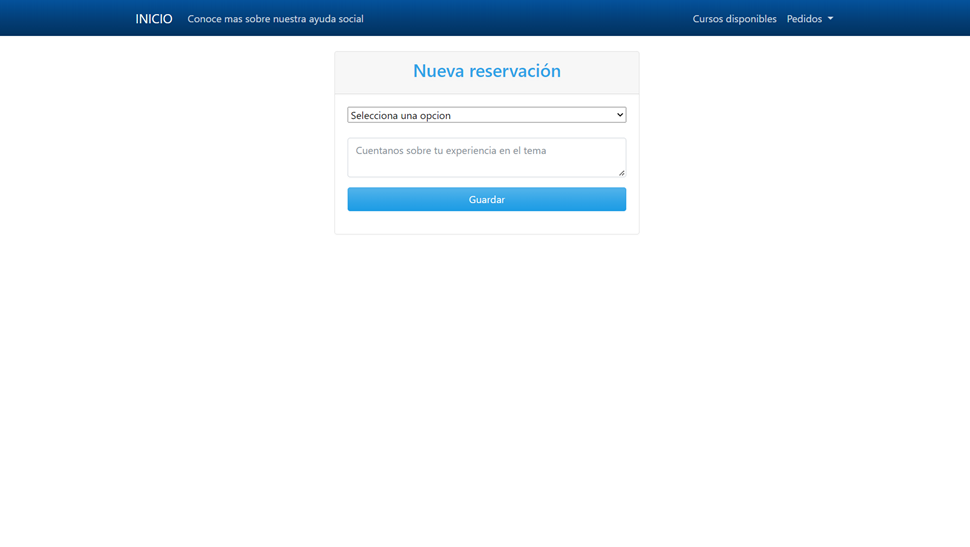 INICIO Conoce mas sobre nuestra ayuda social Cursos disponibles Pedidos
Nueva reservación
Selecciona una opcion
Cuentanos sobre tu experiencia en el tema
Guardar